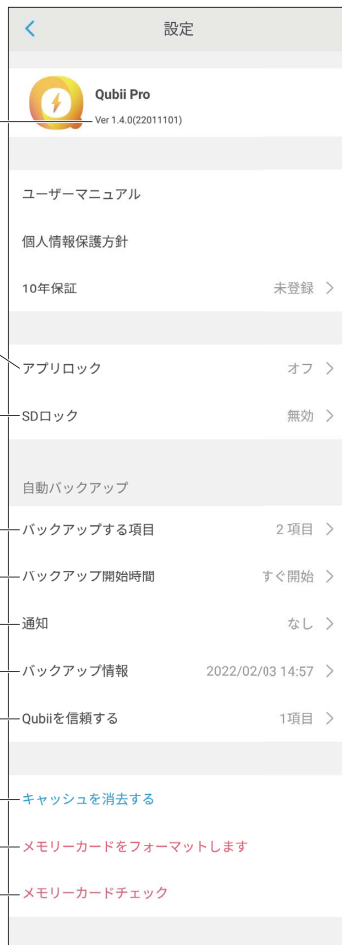 設定
Qubii Pro
Ver 1.4.0(22011101)
ユーザーマニュアル
個人情報保護方針
10年保証 未登録
アプリロック オフ
SDロック 無効
自動バックアップ
バックアップする項目 2 項目
バックアップ開始時間 すぐ開始
通知 なし
バックアップ情報 2022/02/03 14:57
Qubiiを信頼する 1項目
キャッシュを消去する
メモリーカードをフォーマットします
メモリーカードチェック